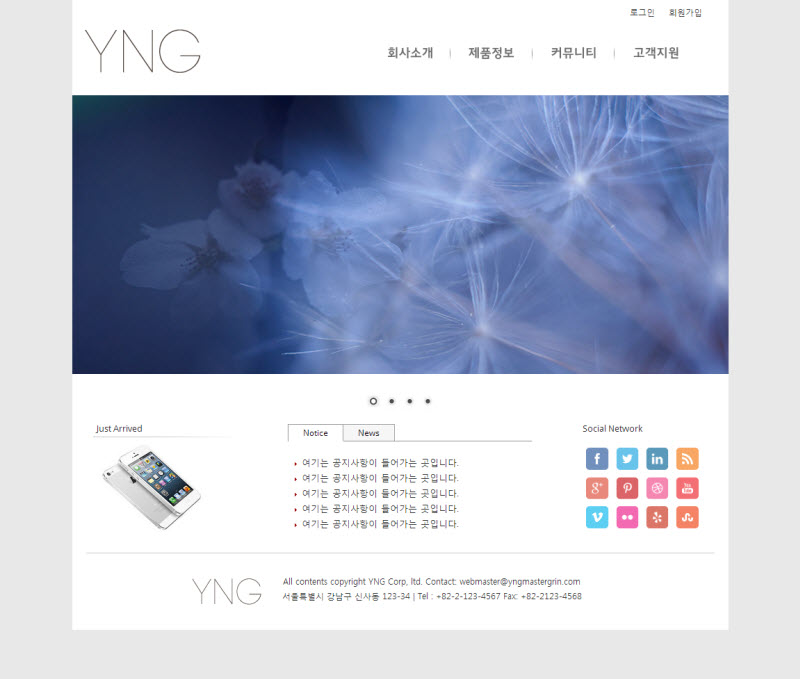 로그인 회원가입
YNG
회사소개 | 제품정보 | 커뮤니티 | 고객지원
Just Arrived
Notice News
Social Network
여기는 공지사항이 들어가는 곳입니다.
여기는 공지사항이 들어가는 곳입니다.
여기는 공지사항이 들어가는 곳입니다.
여기는 공지사항이 들어가는 곳입니다.
여기는 공지사항이 들어가는 곳입니다.
YNG
All contents copyright YNG Corp, ltd. Contact: webmaster@yngmastergrin.com
서울특별시 강남구 신사동 123-34 | Tel : +82-2-123-4567 Fax: +82-2123-4568